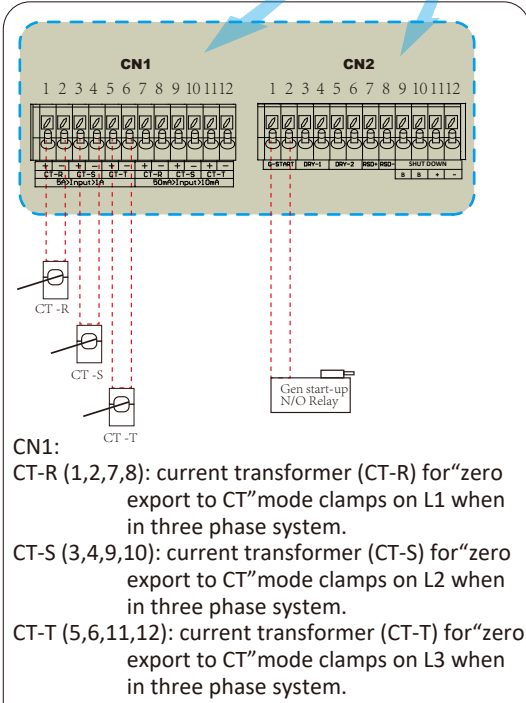 CN1
CN2
1 2 3 4 5 6 7 8 9 10 11 12
1 2 3 4 5 6 7 8 9 10 11 12
+ - + - + - + - + - + -
CT-R CT-S CT-T CT-R CT-S CT-T
5A>Input>1A 50mA>Input>10mA
G-START DRY-1 DRY-2 RSD+ RSD- SHUT DOWN
B B + -
CT -R
CT -S
CT -T
Gen start-up
N/O Relay
CN1:
CT-R (1,2,7,8): current transformer (CT-R) for“zero
export to CT”mode clamps on L1 when
in three phase system.
CT-S (3,4,9,10): current transformer (CT-S) for“zero
export to CT”mode clamps on L2 when
in three phase system.
CT-T (5,6,11,12): current transformer (CT-T) for“zero
export to CT”mode clamps on L3 when
in three phase system.